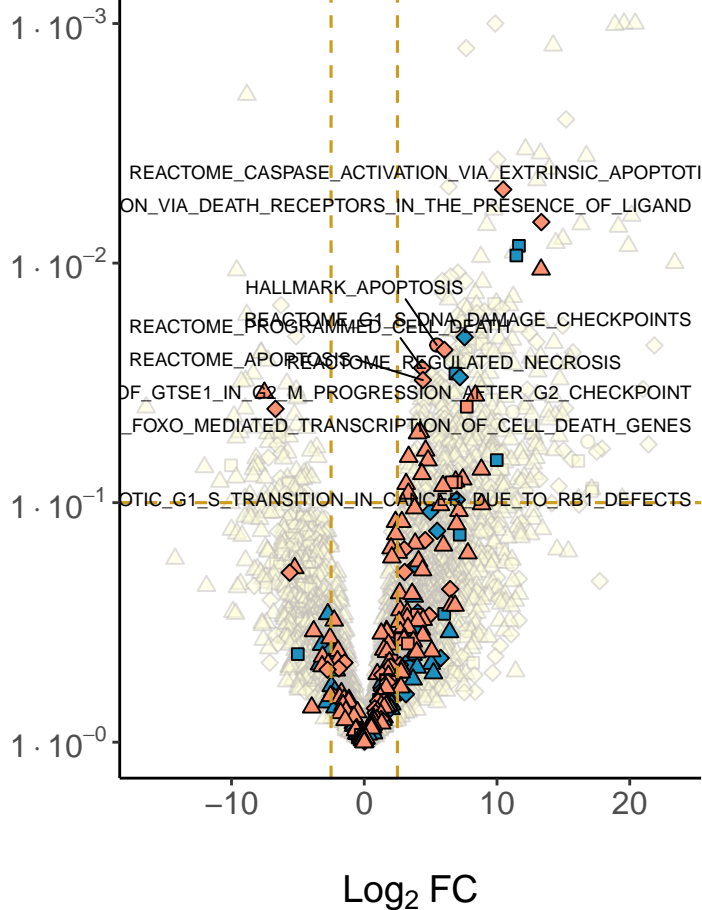 1 · 10⁻³
REACTOME_CASPASE_ACTIVATION_VIA_EXTRINSIC_APOPTOTI
ON_VIA_DEATH_RECEPTORS_IN_THE_PRESENCE_OF_LIGAND
1 · 10⁻²
HALLMARK_APOPTOSIS
REACTOME_G1_S_DNA_DAMAGE_CHECKPOINTS
REACTOME_PROGRAMMED_CELL_DEATH
REACTOME_APOPTOSIS
REACTOME_REGULATED_NECROSIS
OF_GTSE1_IN_G2_M_PROGRESSION_AFTER_G2_CHECKPOINT
_FOXO_MEDIATED_TRANSCRIPTION_OF_CELL_DEATH_GENES
1 · 10⁻¹
OTIC_G1_S_TRANSITION_IN_CANCER_DUE_TO_RB1_DEFECTS
1 · 10⁻⁰
−10 0 10 20
Log₂ FC